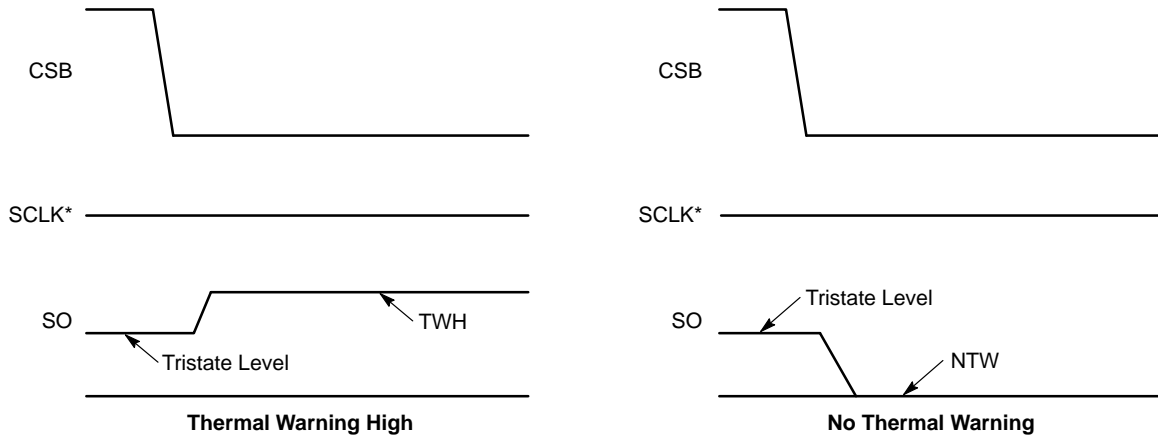 CSB
SCLK*
SO
TWH
Tristate Level
Thermal Warning High
CSB
SCLK*
SO
Tristate Level
NTW
No Thermal Warning